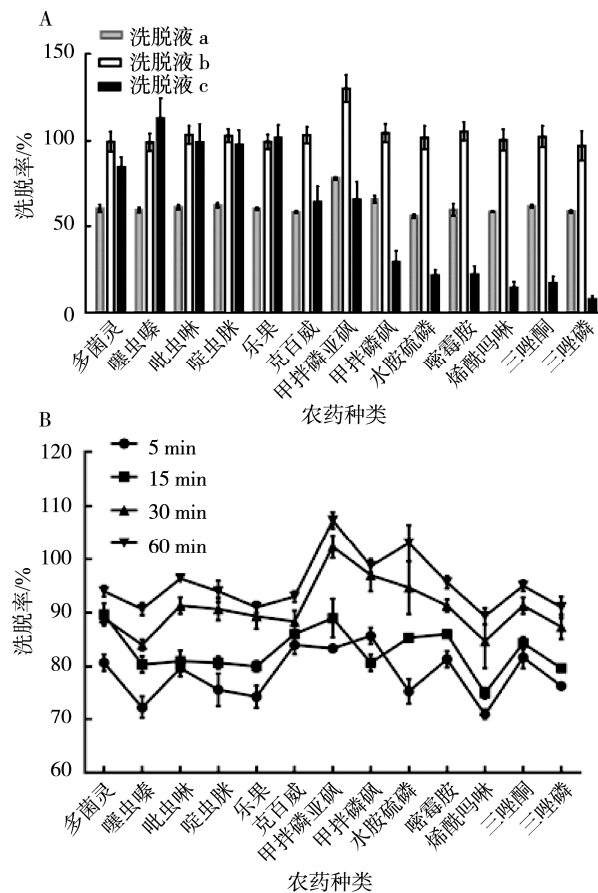 A
洗脱液 a
洗脱液 b
洗脱液 c
洗脱率/%
150
100
50
0
多菌灵
噻虫嗪
吡虫啉
啶虫脒
乐果
克百威
甲拌磷亚砜
甲拌磷砜
水胺硫磷
嘧霉胺
烯酰吗啉
三唑酮
三唑磷
农药种类
B
5 min
15 min
30 min
60 min
洗脱率/%
120
110
100
90
80
70
60
多菌灵
噻虫嗪
吡虫啉
啶虫脒
乐果
克百威
甲拌磷亚砜
甲拌磷砜
水胺硫磷
嘧霉胺
烯酰吗啉
三唑酮
三唑磷
农药种类